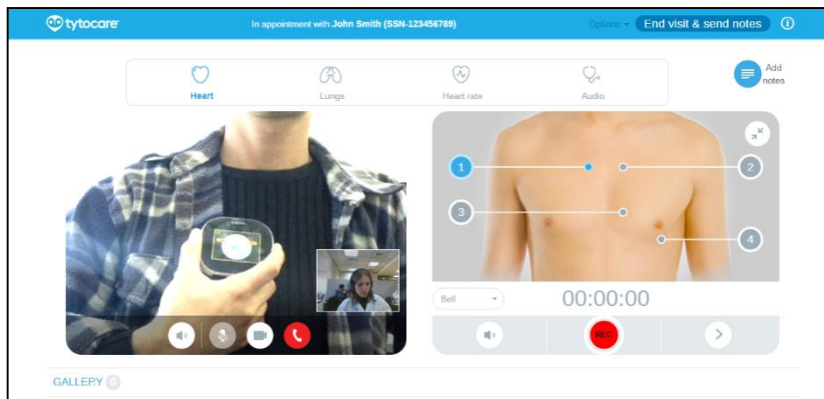 tytocare
In appointment with John Smith (SSN-123456789)
Options
End visit & send notes
Heart
Lungs
Heart rate
Audio
Add
notes
1
2
3
4
Bell
00:00:00
REC
GALLERY 0